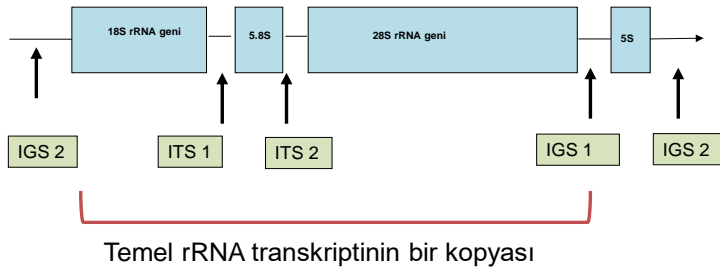 18S rRNA geni
5.8S
28S rRNA geni
5S
IGS 2
ITS 1
ITS 2
IGS 1
IGS 2
Temel rRNA transkriptinin bir kopyası